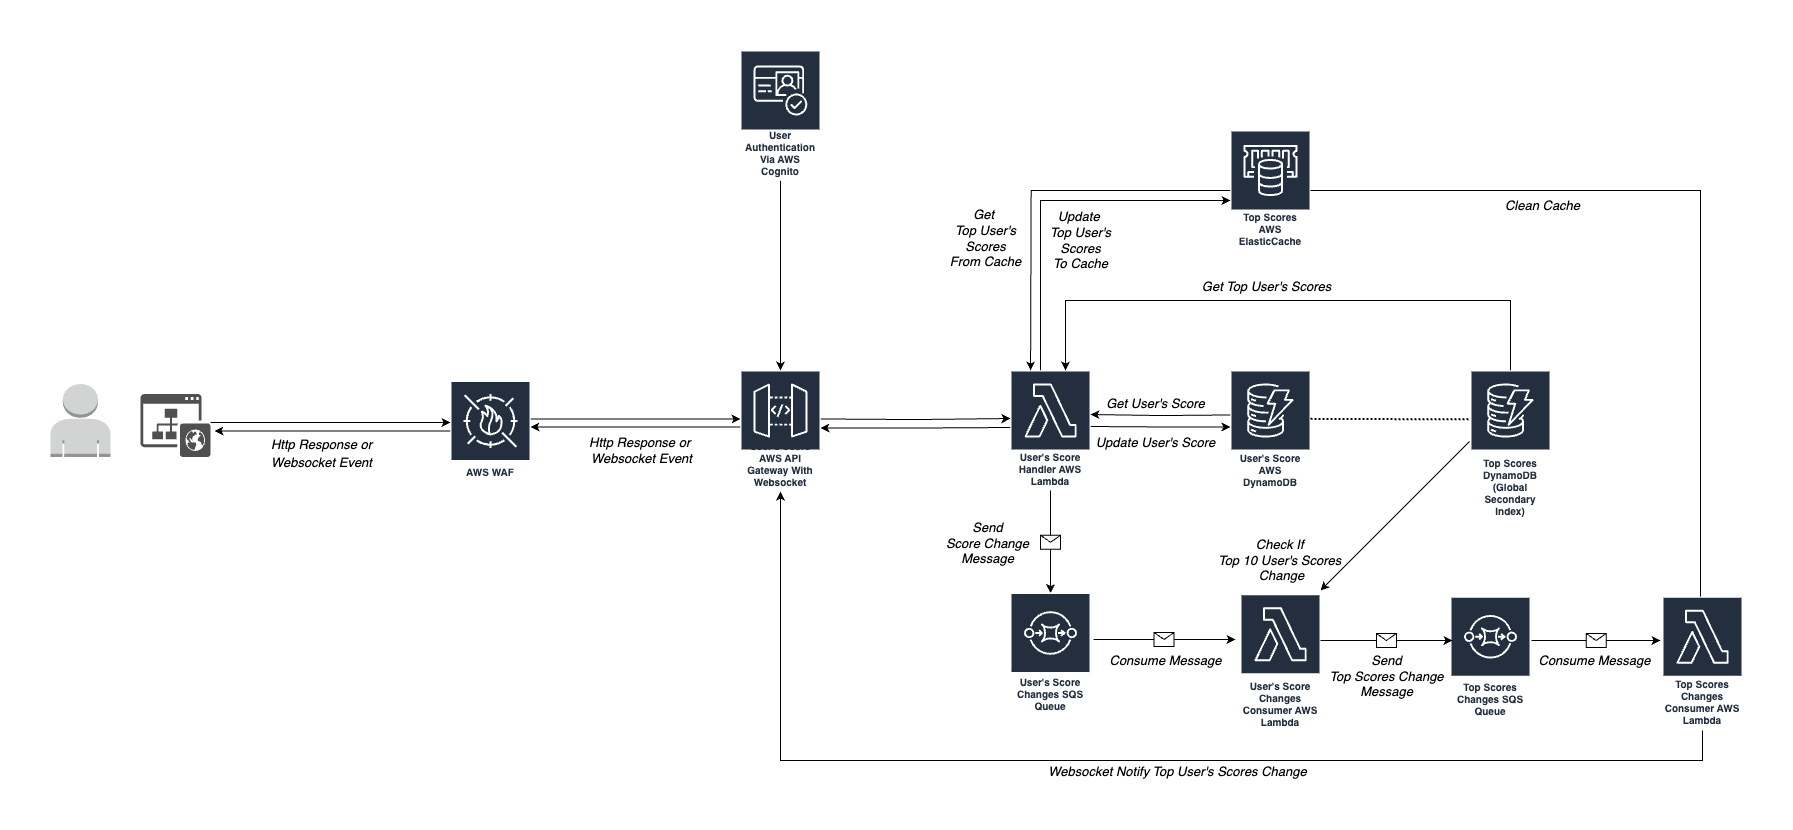 User
Authentication
Via AWS
Cognito
Top Scores
AWS
ElasticCache
Clean Cache
Get
Top User's
Scores
From Cache
Update
Top User's
Scores
To Cache
Get Top User's Scores
Http Response or
Websocket Event
AWS WAF
Http Response or
Websocket Event
AWS API
Gateway With
Websocket
User's Score
Handler AWS
Lambda
Get User's Score
Update User's Score
User's Score
AWS
DynamoDB
Top Scores
DynamoDB
(Global
Secondary
Index)
Send
Score Change
Message
Check If
Top 10 User's Scores
Change
User's Score
Changes SQS
Queue
Consume Message
User's Score
Changes
Consumer AWS
Lambda
Send
Top Scores Change
Message
Top Scores
Changes SQS
Queue
Consume Message
Top Scores
Changes
Consumer AWS
Lambda
Websocket Notify Top User's Scores Change